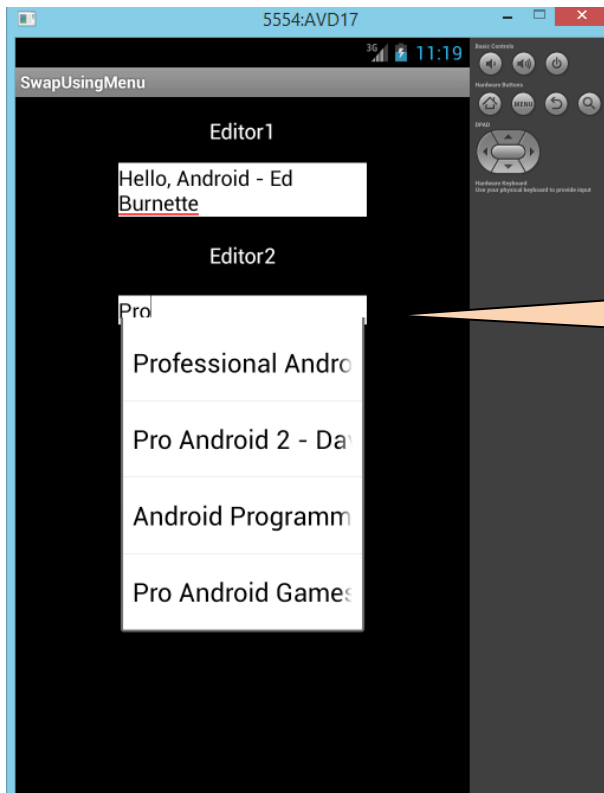 5554:AVD17
3G 11:19
SwapUsingMenu
Editor1
Hello, Android - Ed
Burnette
Editor2
Pro
Professional Andro
Pro Android 2 - Da
Android Programm
Pro Android Games
Basic Controls
Hardware Buttons
MENU
DPAD
Hardware Keyboard
Use your physical keyboard to provide input